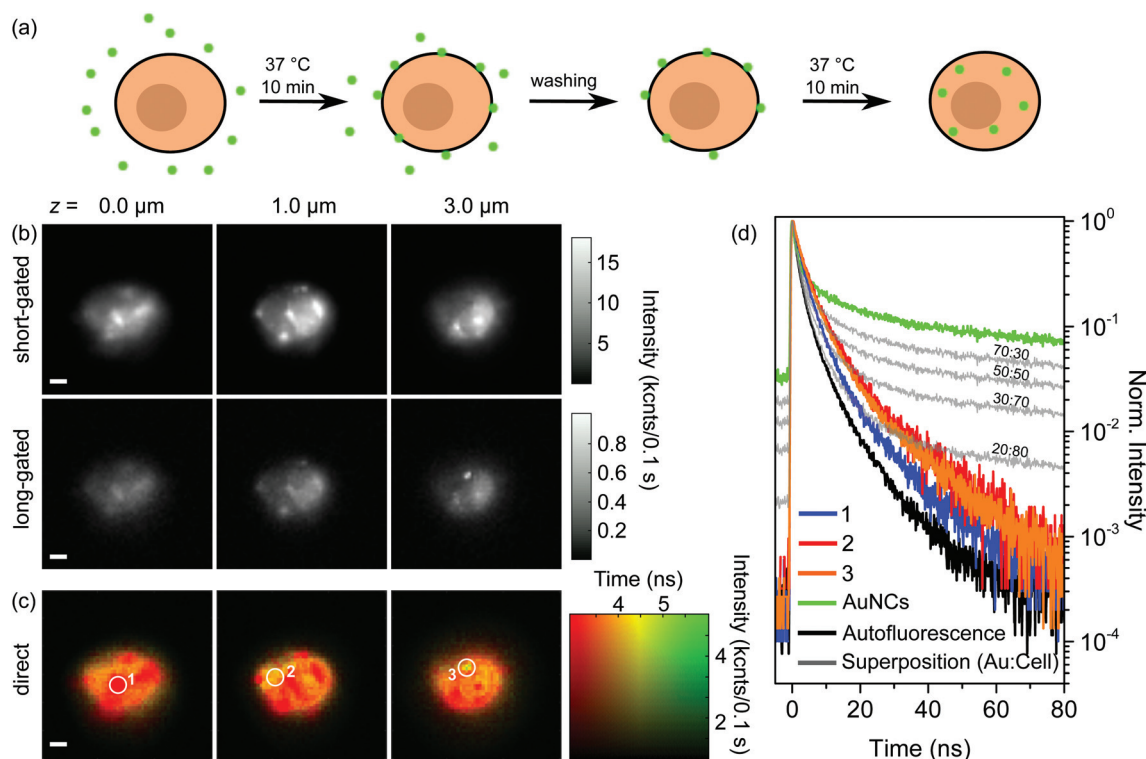 (a)
37 °C
10 min
washing
37 °C
10 min
z = 0.0 µm 1.0 µm 3.0 µm
(b)
short-gated
15
10
5
Intensity (kcnts/0.1 s)
long-gated
0.8
0.6
0.4
0.2
(c)
direct
1
2
3
Time (ns)
4 5
4
2
Intensity (kcnts/0.1 s)
(d)
10⁰
10⁻¹
10⁻²
10⁻³
10⁻⁴
Norm. Intensity
70:30
50:50
30:70
20:80
1
2
3
AuNCs
Autofluorescence
Superposition (Au:Cell)
0 20 40 60 80
Time (ns)